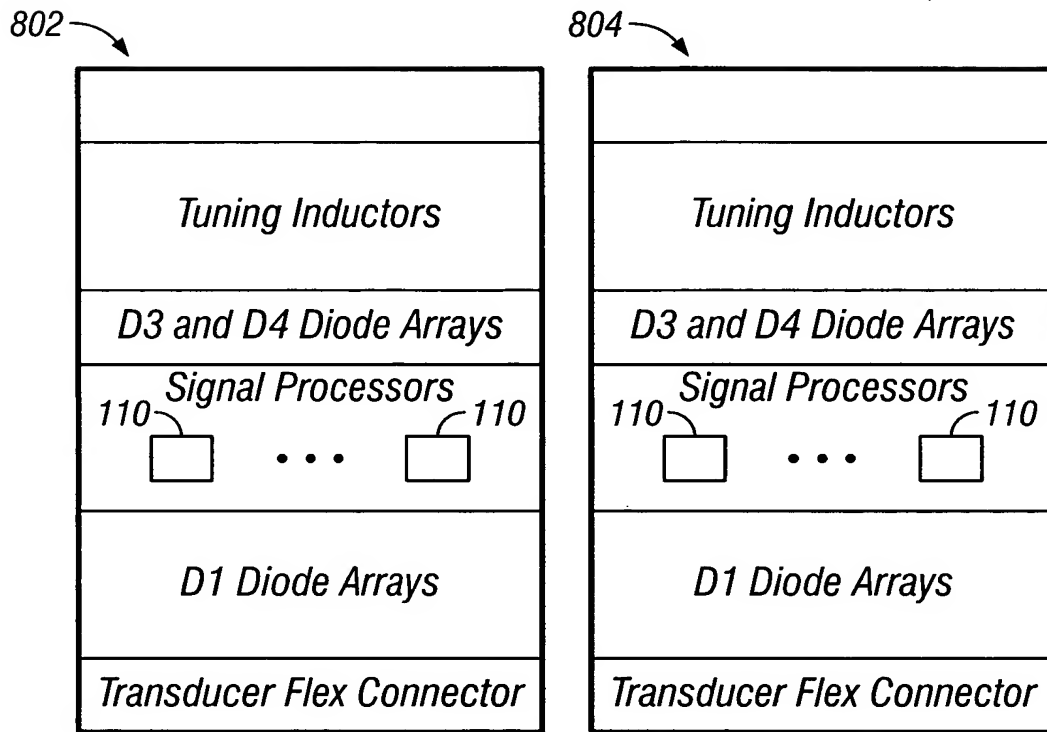 802
Tuning Inductors
D3 and D4 Diode Arrays
Signal Processors
110 110
• • •
D1 Diode Arrays
Transducer Flex Connector
804
Tuning Inductors
D3 and D4 Diode Arrays
Signal Processors
110 110
• • •
D1 Diode Arrays
Transducer Flex Connector